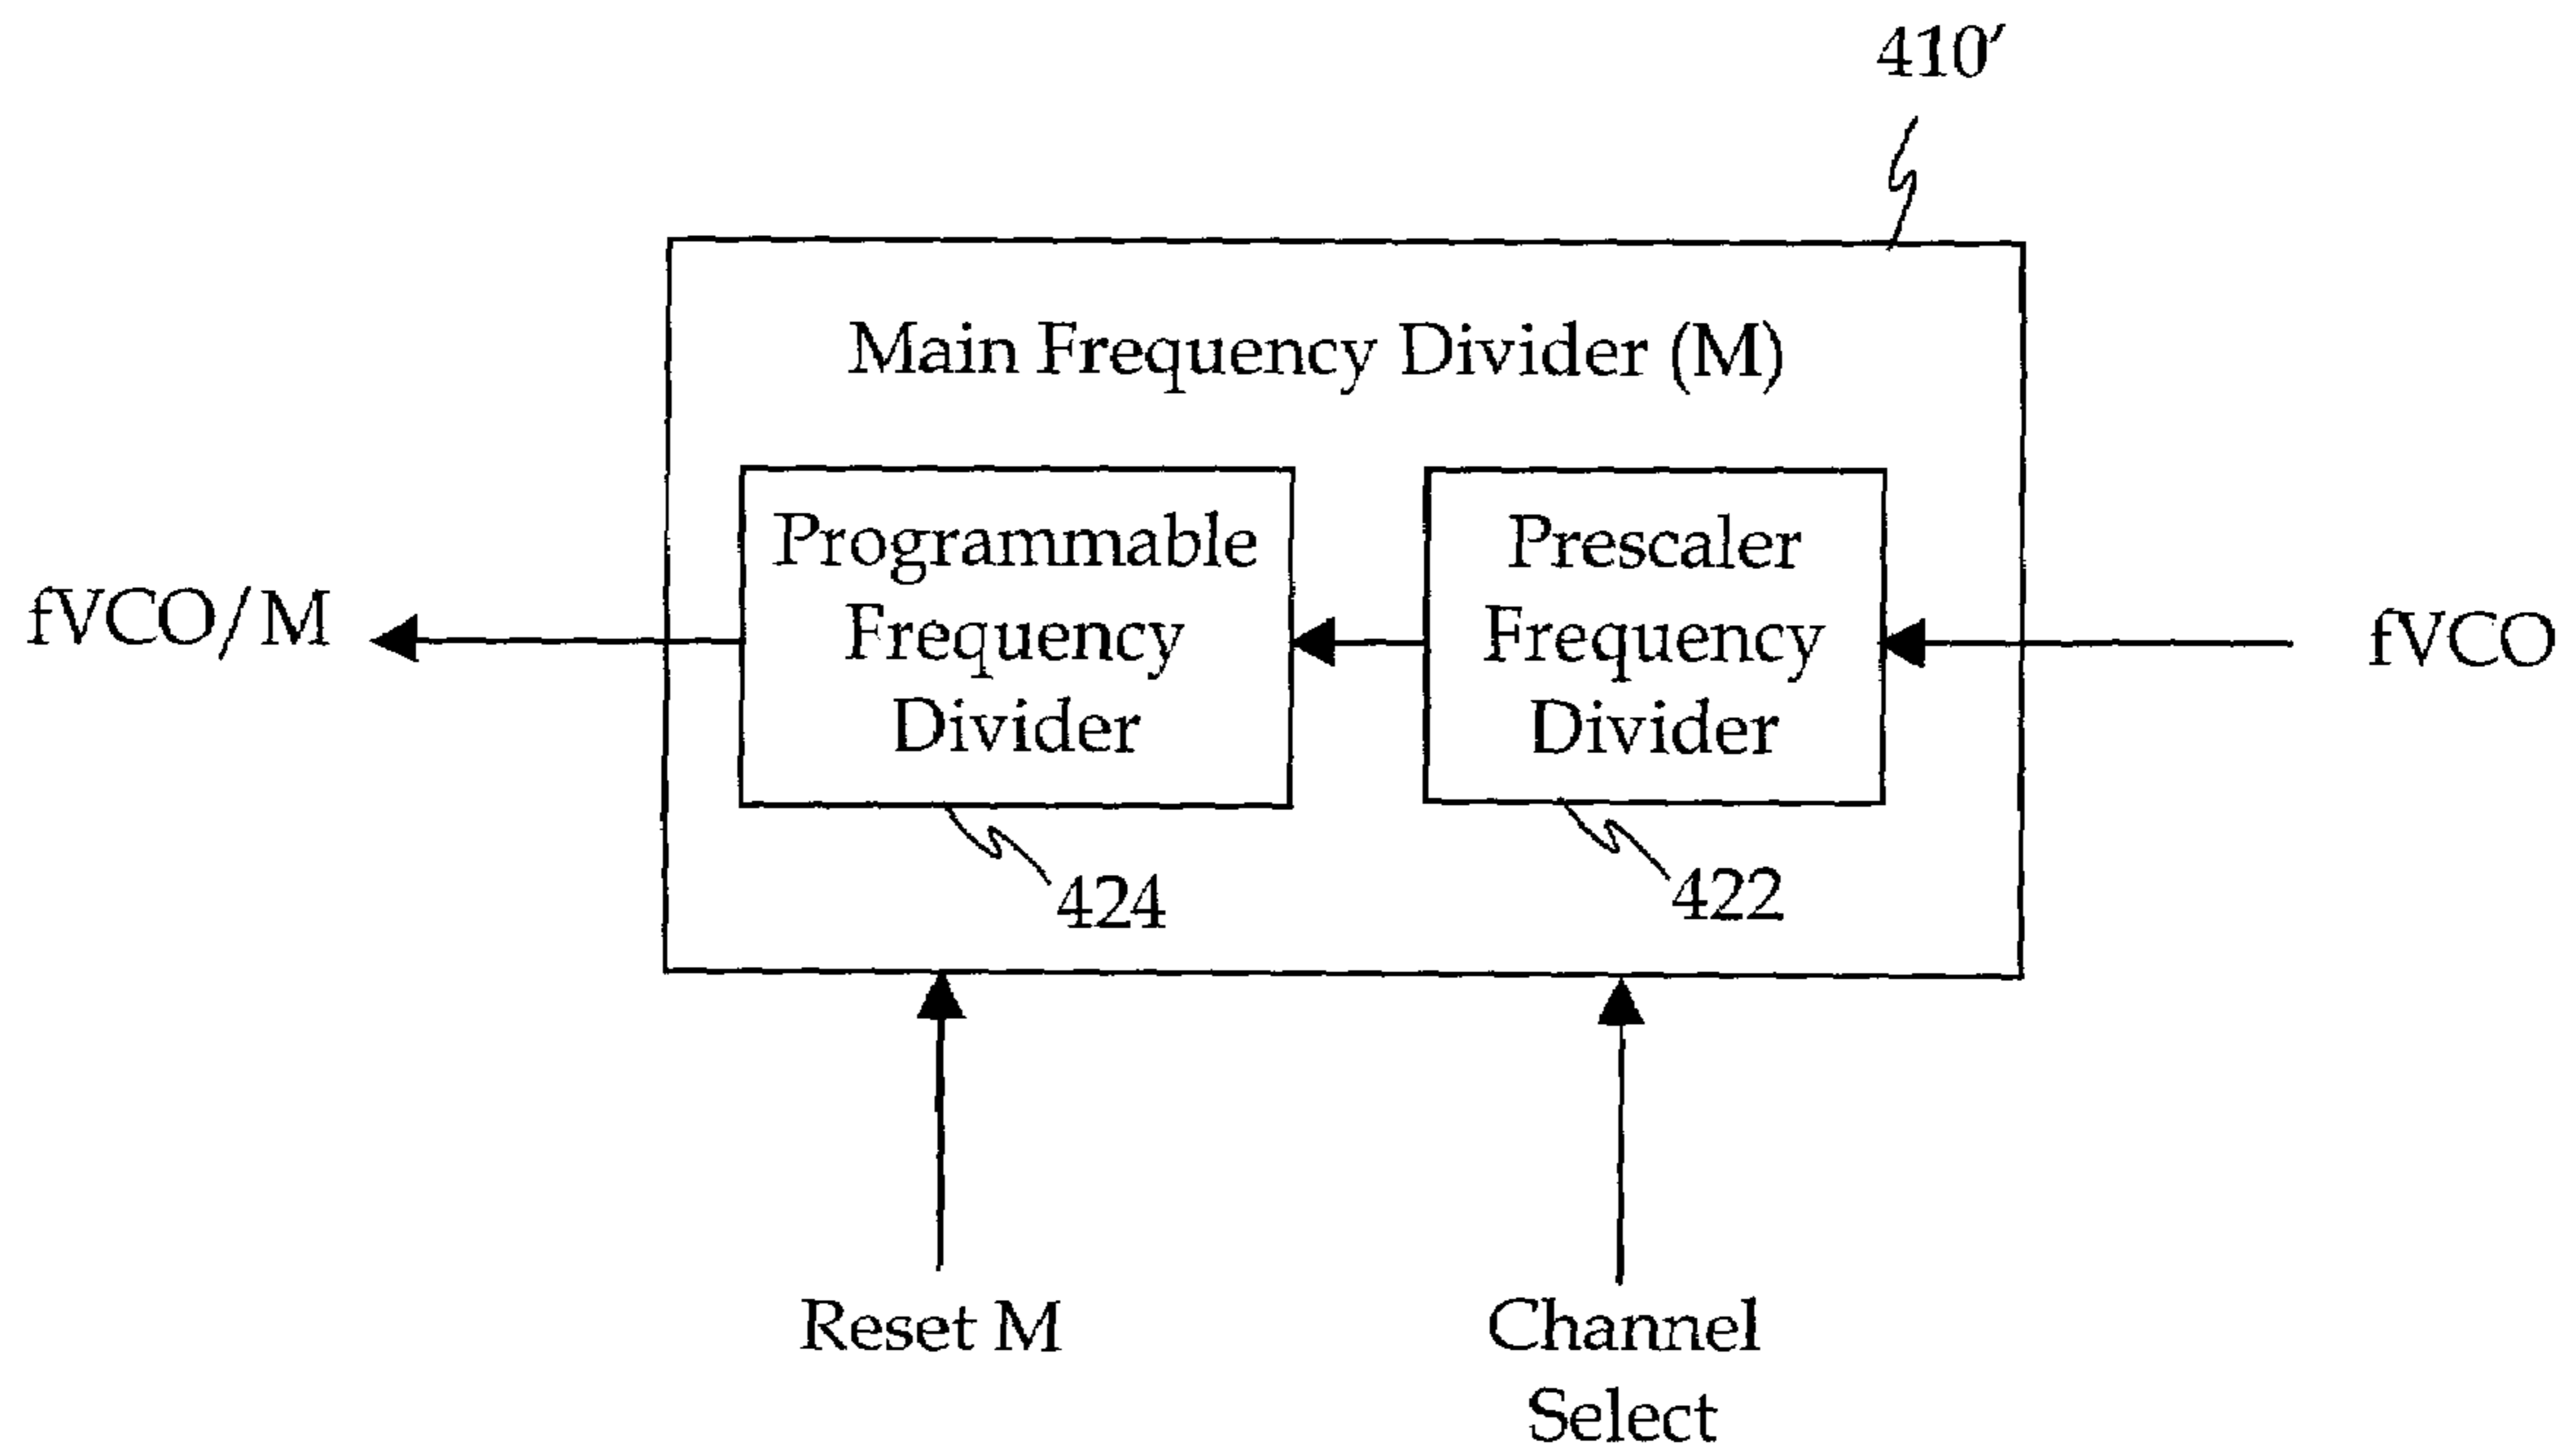 410′
Main Frequency Divider (M)
Programmable
Frequency
Divider
Prescaler
Frequency
Divider
fVCO/M
fVCO
424
422
Reset M
Channel
Select